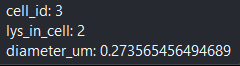 cell_id: 3
lys_in_cell: 2
diameter_um: 0.273565456494689